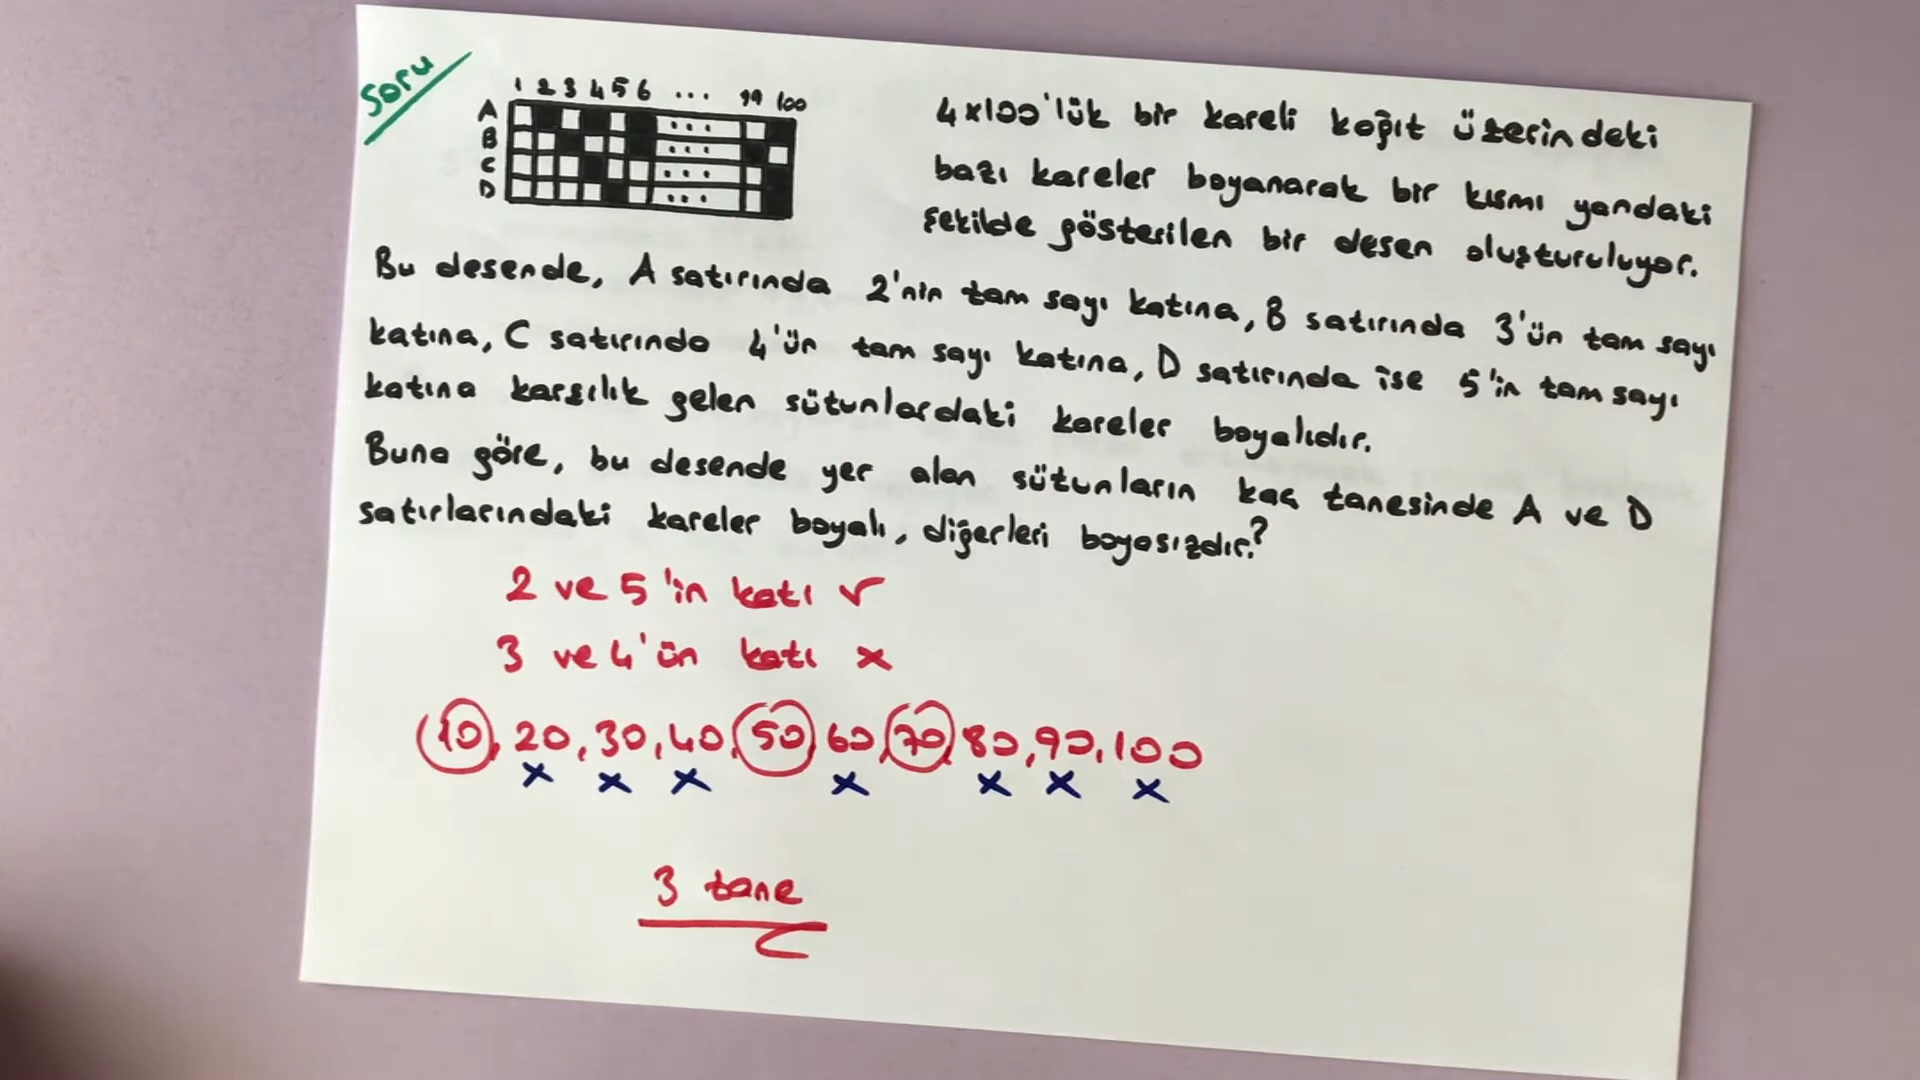 Soru
1 2 3 4 5 6 ... 99 100
A
B
C
D
...
...
...
...
4x100'lük bir kareli kağıt üzerindeki
bazı kareler boyanarak bir kısmı yandaki
şekilde gösterilen bir desen oluşturuluyor.
Bu desende, A satırında 2'nin tam sayı katına, B satırında 3'ün tam sayı
katına, C satırında 4'ün tam sayı katına, D satırında ise 5'in tam sayı
katına karşılık gelen sütunlardaki kareler boyalıdır.
Buna göre, bu desende yer alan sütunların kaç tanesinde A ve D
satırlarındaki kareler boyalı, diğerleri boyasızdır?
2 ve 5'in katı ✓
3 ve 4'ün katı x
10, 20, 30, 40, 50, 60, 70, 80, 90, 100
x x x x x x x
3 tane